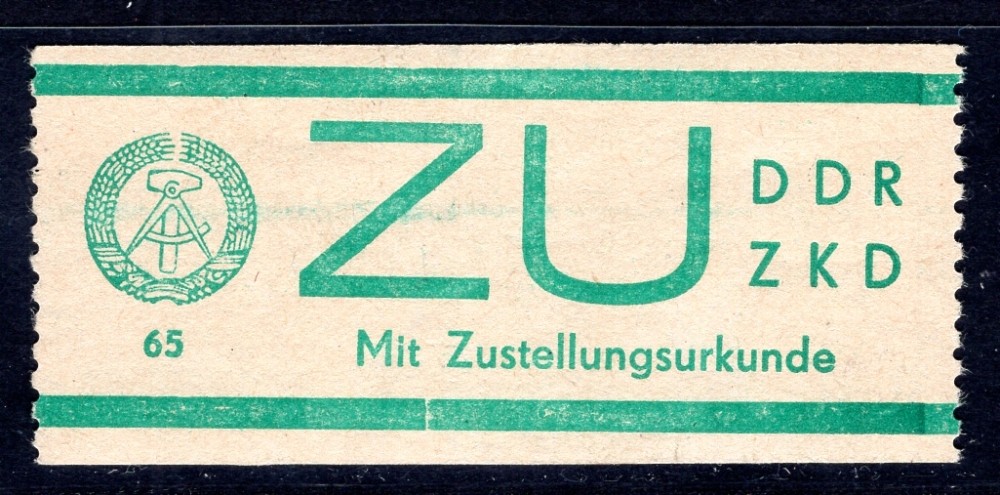 ZU
DDR
ZKD
65
Mit Zustellungsurkunde